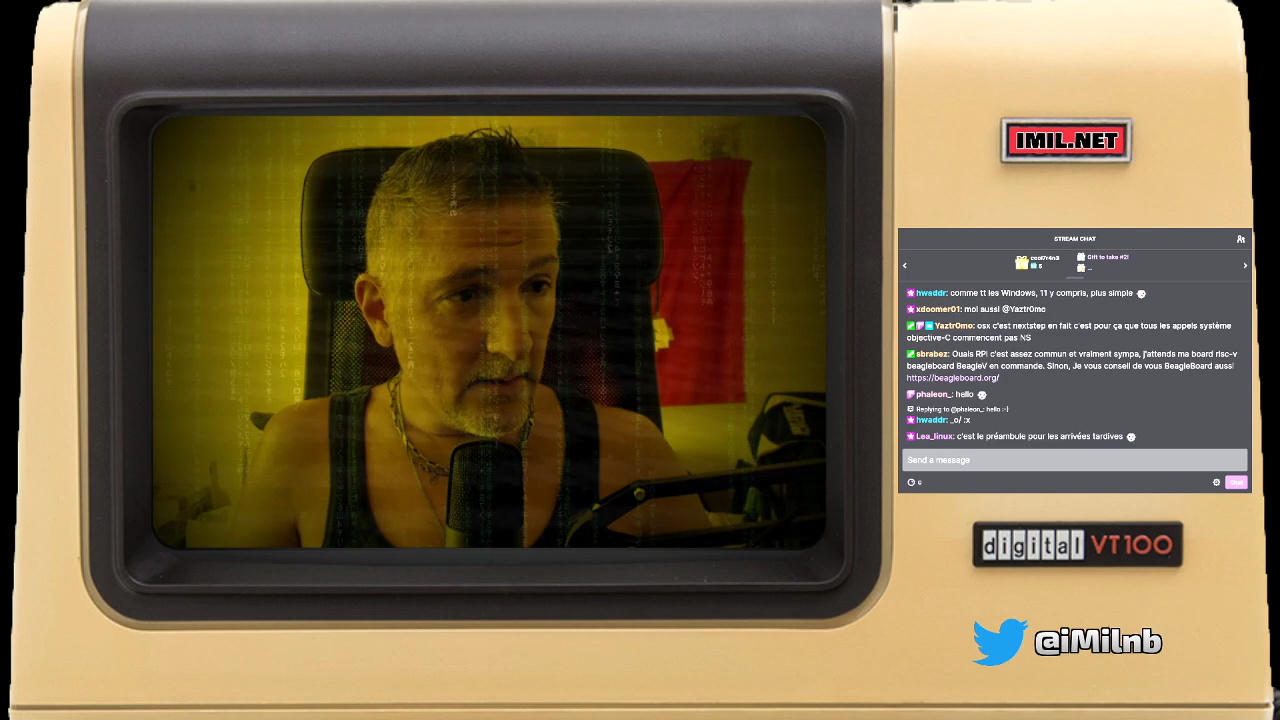 IMIL.NET
STREAM CHAT
Gift to take #2!
5
...
hwaddr: comme tt les Windows, 11 y compris, plus simple
xdoomer01: moi aussi @Yaztr0mo
Yaztr0mo: osx c'est nextstep en fait c'est pour ça que tous les appels système
objective-C commencent pas NS
sbrabez: Ouais RPI c'est assez commun et vraiment sympa, j'attends ma board risc-v
beagleboard BeagleV en commande. Sinon, Je vous conseil de vous BeagleBoard aussi
https://beagleboard.org/
phaleon_: hello
Replying to @phaleon_: hello :-)
hwaddr: _o/ :x
Lea_linux: c'est le préambule pour les arrivées tardives
Send a message
0
Chat
digital VT100
@iMilnb